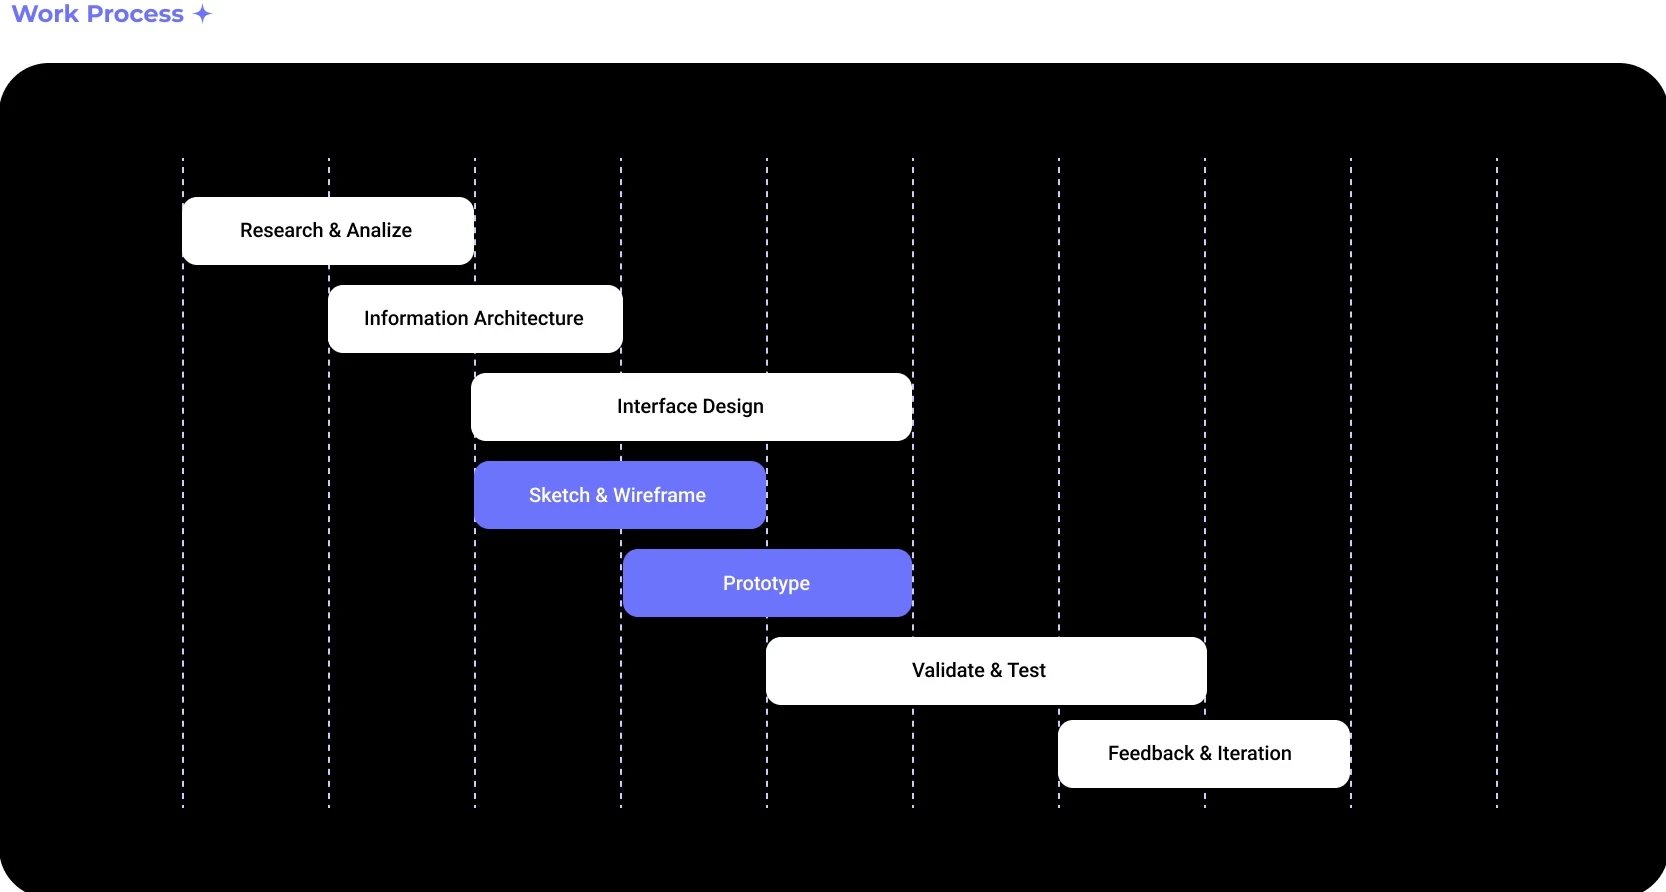 Work Process
Research & Analize
Information Architecture
Interface Design
Sketch & Wireframe
Prototype
Validate & Test
Feedback & Iteration